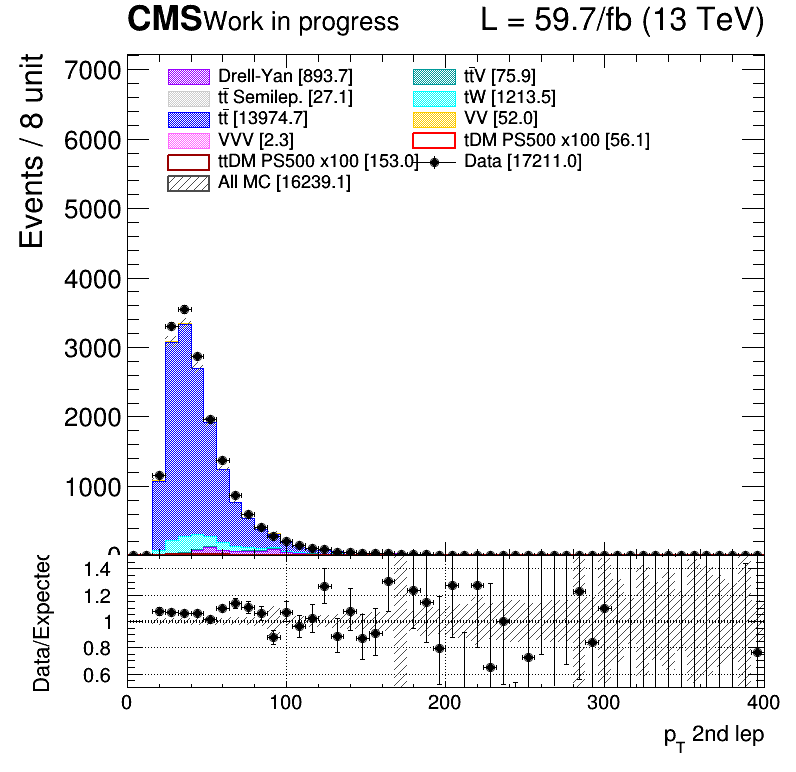 CMS Work in progress L = 59.7/fb (13 TeV)
Events / 8 unit
7000
6000
5000
4000
3000
2000
1000
0
Drell-Yan [893.7] tt̄V [75.9]
tt̄ Semilep. [27.1] tW [1213.5]
tt̄ [13974.7] VV [52.0]
VVV [2.3] tDM PS500 x100 [56.1]
ttDM PS500 x100 [153.0] Data [17211.0]
All MC [16239.1]
Data/Expected
1.4
1.2
1
0.8
0.6
0 100 200 300 400
p_T 2nd lep